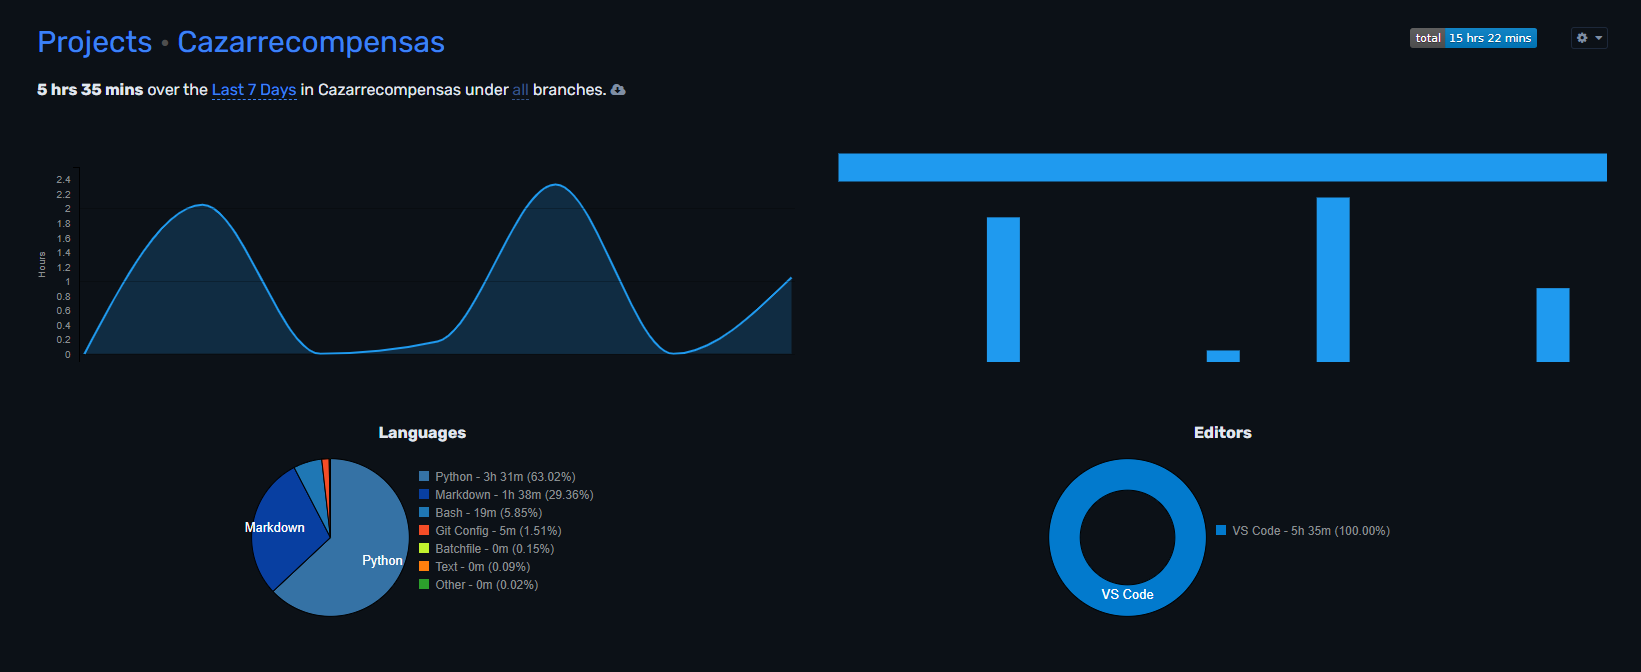 Projects • Cazarrecompensas
total 15 hrs 22 mins
5 hrs 35 mins over the Last 7 Days in Cazarrecompensas under all branches.
Hours
2.4
2.2
2
1.8
1.6
1.4
1.2
1
0.8
0.6
0.4
0.2
0
Languages
Markdown
Python
Python - 3h 31m (63.02%)
Markdown - 1h 38m (29.36%)
Bash - 19m (5.85%)
Git Config - 5m (1.51%)
Batchfile - 0m (0.15%)
Text - 0m (0.09%)
Other - 0m (0.02%)
Editors
VS Code
VS Code - 5h 35m (100.00%)